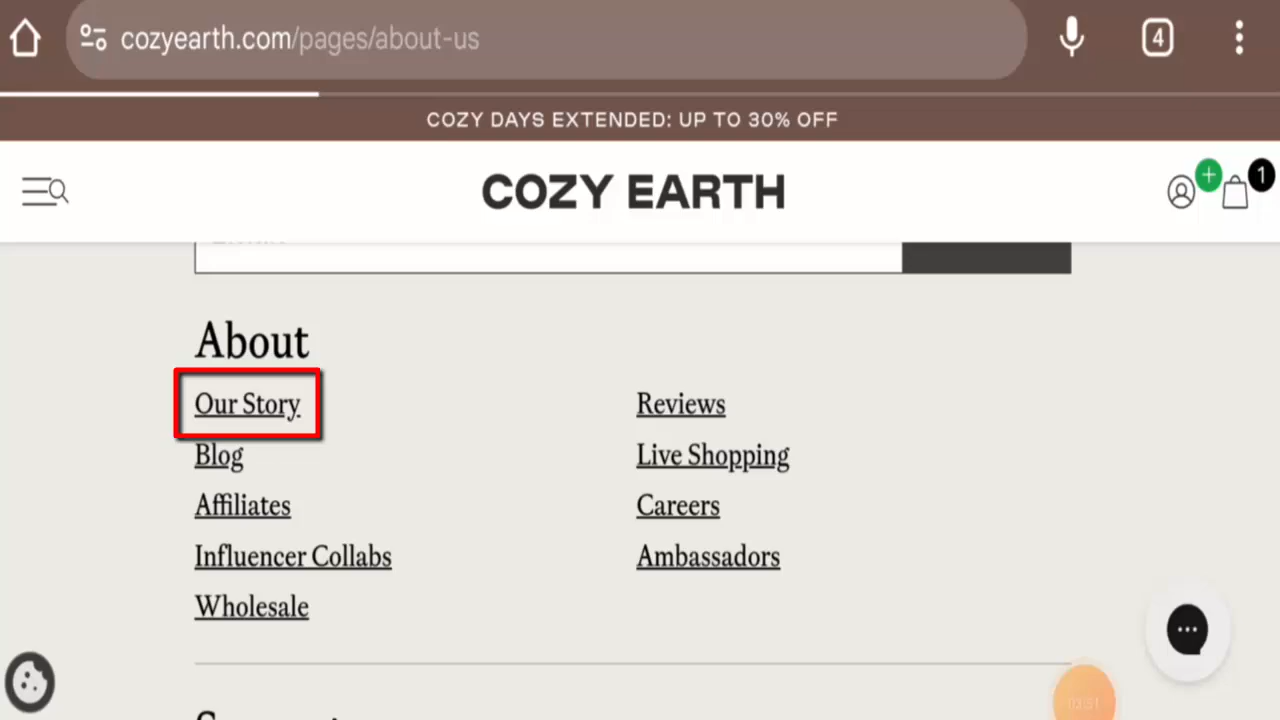 cozyearth.com/pages/about-us
4
COZY DAYS EXTENDED: UP TO 30% OFF
COZY EARTH
1
About
Our Story
Reviews
Blog
Live Shopping
Affiliates
Careers
Influencer Collabs
Ambassadors
Wholesale